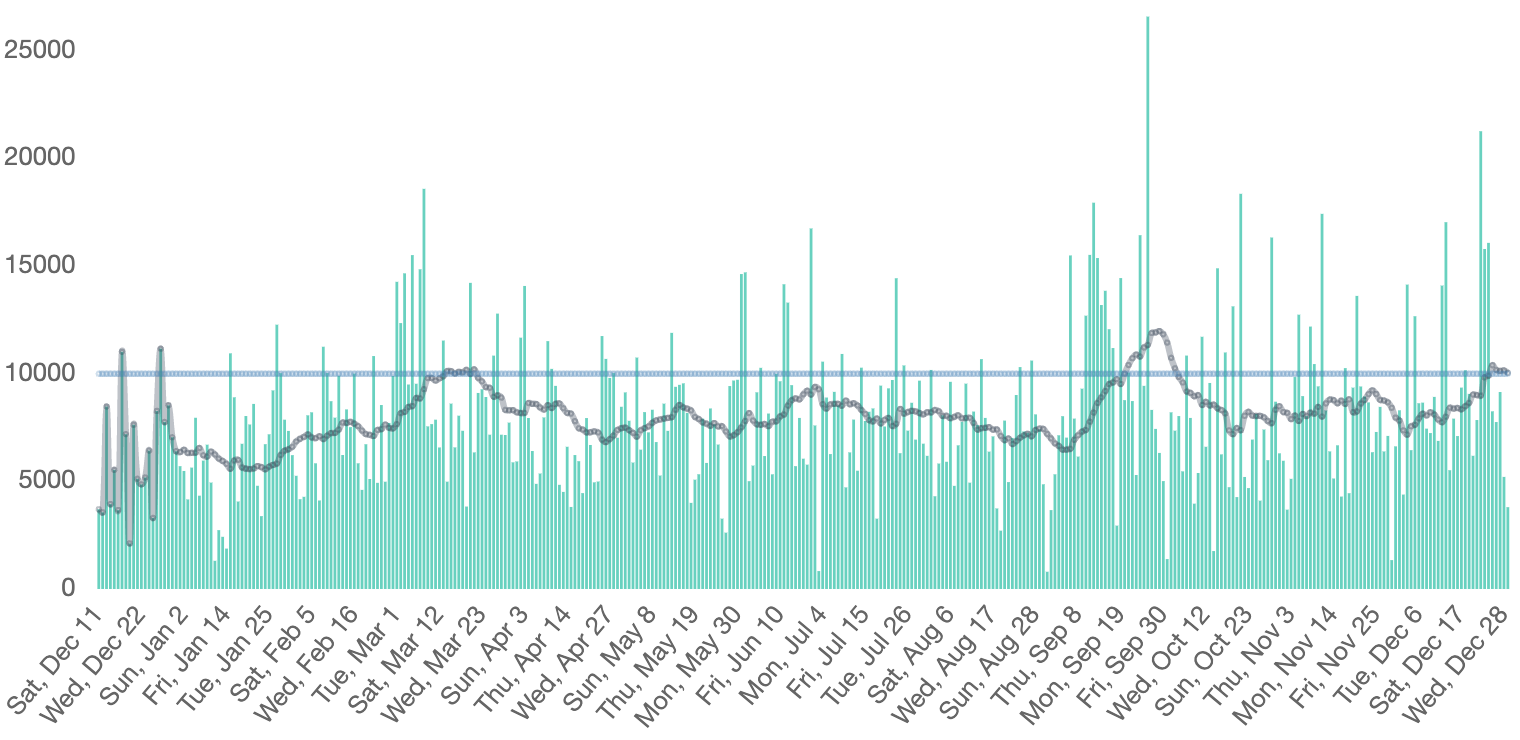 25000
20000
15000
10000
5000
0
Sat, Dec 11
Wed, Dec 22
Sun, Jan 2
Fri, Jan 14
Tue, Jan 25
Sat, Feb 5
Wed, Feb 16
Tue, Mar 1
Sat, Mar 12
Wed, Mar 23
Sun, Apr 3
Thu, Apr 14
Wed, Apr 27
Sun, May 8
Thu, May 19
Mon, May 30
Fri, Jun 10
Mon, Jul 4
Fri, Jul 15
Tue, Jul 26
Sat, Aug 6
Wed, Aug 17
Sun, Aug 28
Thu, Sep 8
Mon, Sep 19
Fri, Sep 30
Wed, Oct 12
Sun, Oct 23
Thu, Nov 3
Mon, Nov 14
Fri, Nov 25
Tue, Dec 6
Sat, Dec 17
Wed, Dec 28